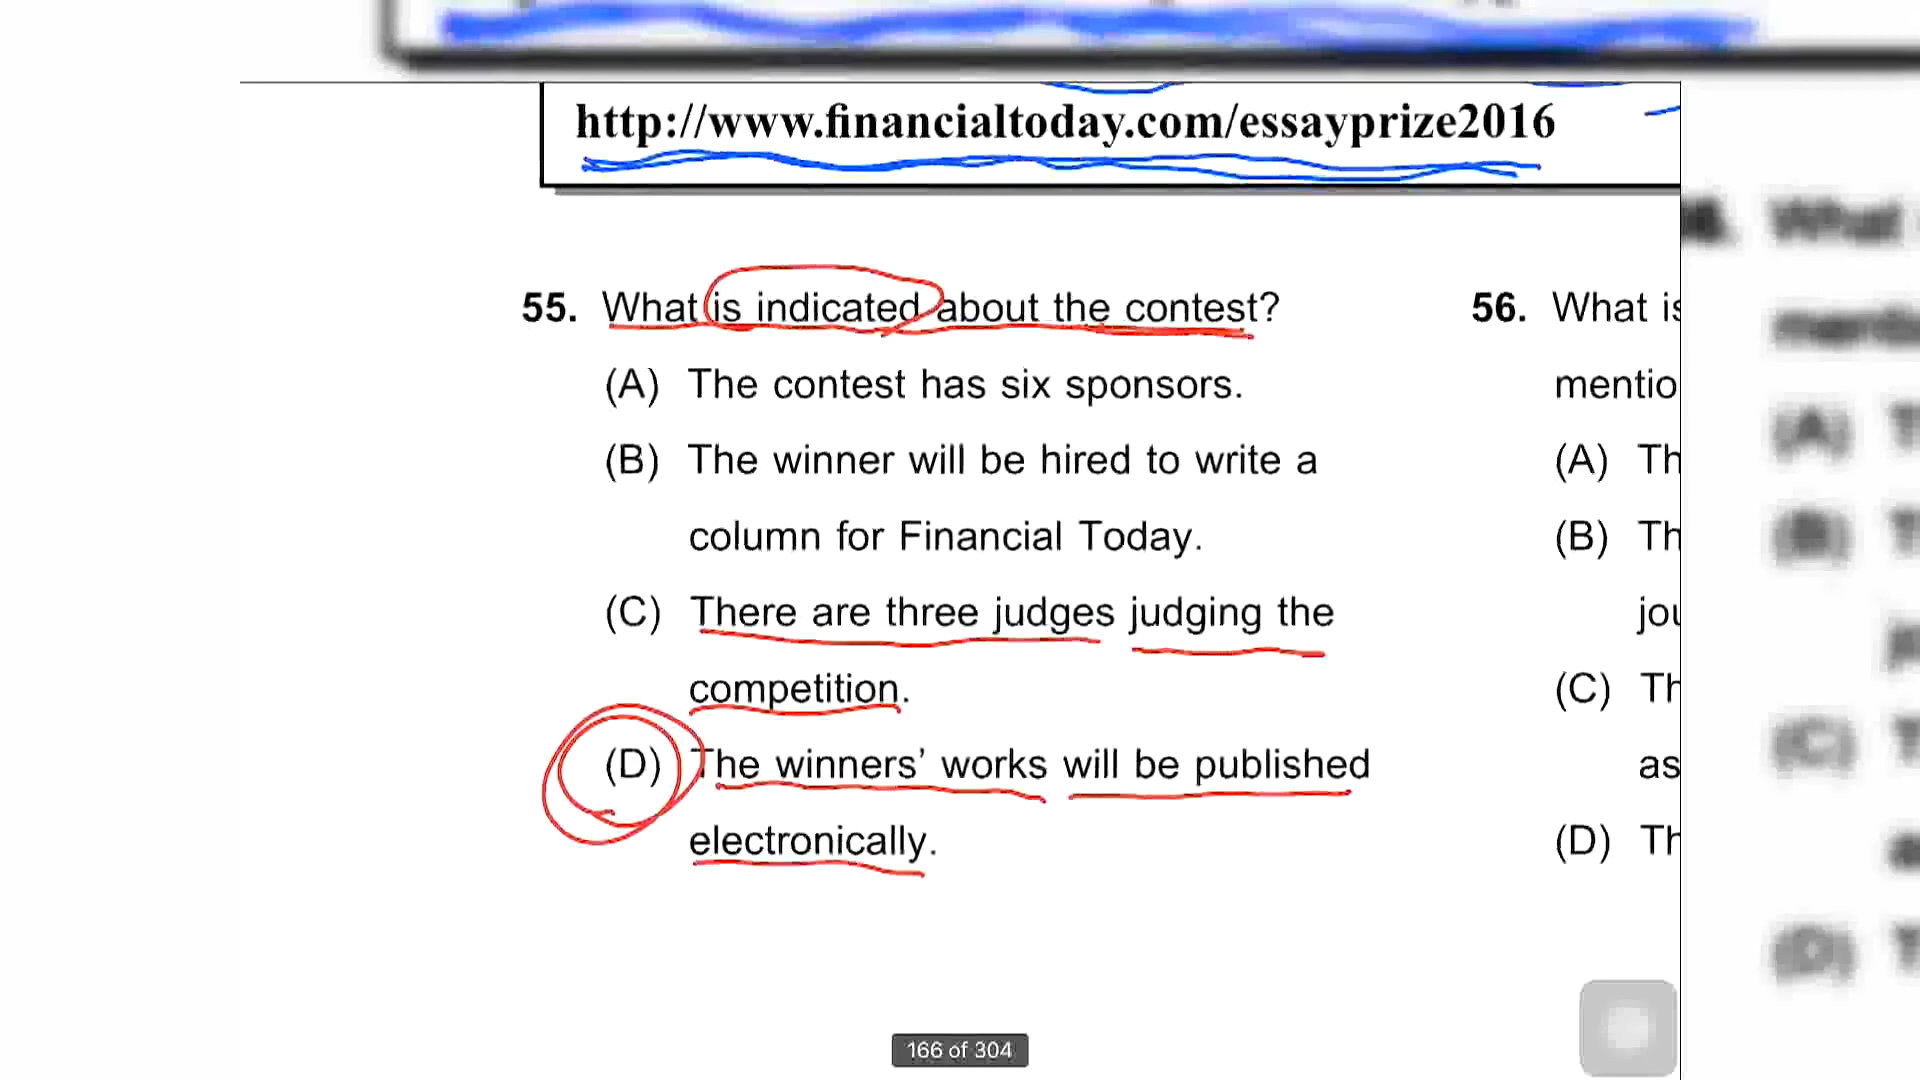 http://www.financialtoday.com/essayprize2016
55. What is indicated about the contest?
(A) The contest has six sponsors.
(B) The winner will be hired to write a
column for Financial Today.
(C) There are three judges judging the
competition.
(D) The winners' works will be published
electronically.
56. What is
mentio
(A) Th
(B) Th
jou
(C) Th
as
(D) Th
166 of 304